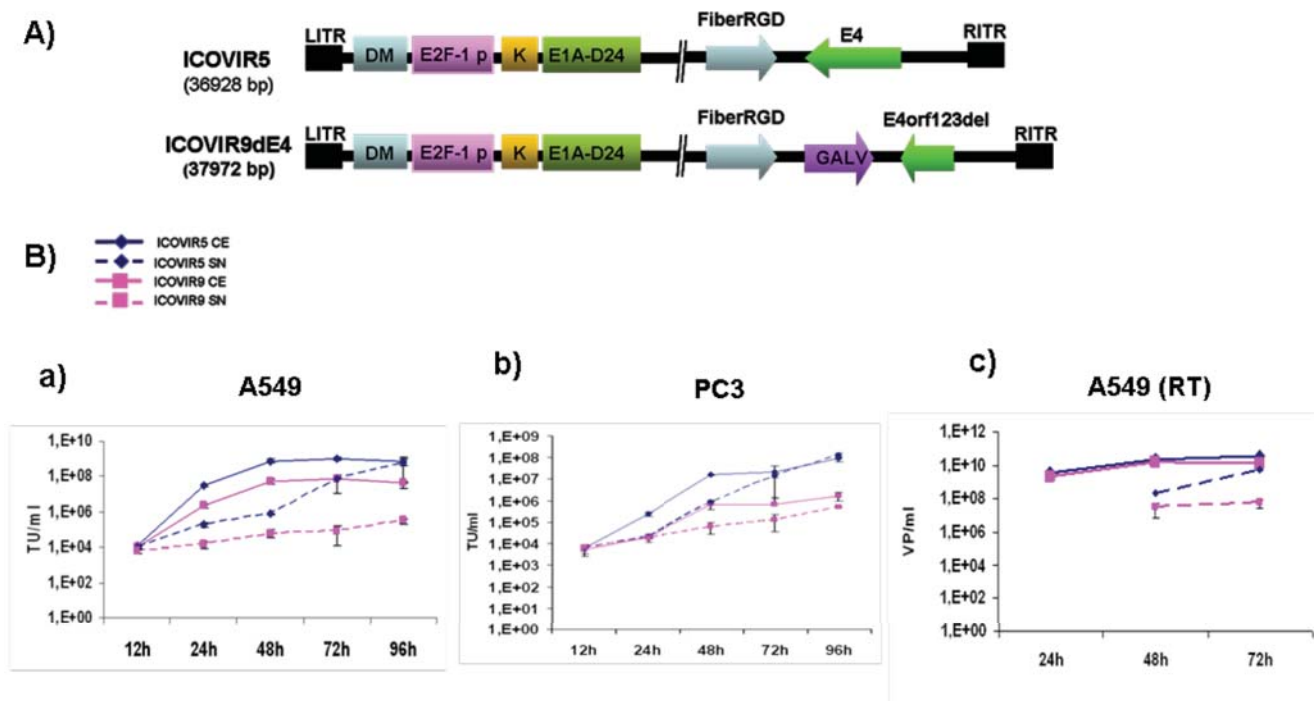 A)
LITR
FiberRGD
E4
RITR
ICOVIR5
(36928 bp)
DM
E2F-1 p
K
E1A-D24
LITR
FiberRGD
E4orf123del
RITR
ICOVIR9dE4
(37972 bp)
DM
E2F-1 p
K
E1A-D24
GALV
B)
ICOVIR5 CE
ICOVIR5 SN
ICOVIR9 CE
ICOVIR9 SN
a)
A549
TU/ml
1,E+10
1,E+08
1,E+06
1,E+04
1,E+02
1,E+00
12h 24h 48h 72h 96h
b)
PC3
TU/ml
1,E+09
1,E+08
1,E+07
1,E+06
1,E+05
1,E+04
1,E+03
1,E+02
1,E+01
1,E+00
12h 24h 48h 72h 96h
c)
A549 (RT)
VP/ml
1,E+12
1,E+10
1,E+08
1,E+06
1,E+04
1,E+02
1,E+00
24h 48h 72h